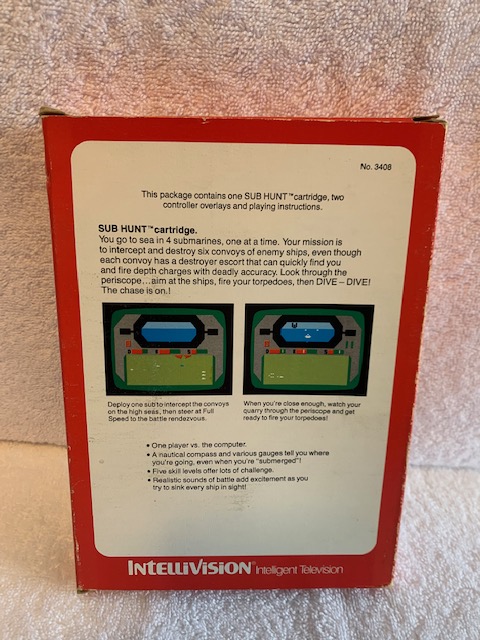 No. 3408
This package contains one SUB HUNT™ cartridge, two
controller overlays and playing instructions.
SUB HUNT™ cartridge.
You go to sea in 4 submarines, one at a time. Your mission is
to intercept and destroy six convoys of enemy ships, even though
each convoy has a destroyer escort that can quickly find you
and fire depth charges with deadly accuracy. Look through the
periscope...aim at the ships, fire your torpedoes, then DIVE – DIVE!
The chase is on.!
Deploy one sub to intercept the convoys
on the high seas, then steer at Full
Speed to the battle rendezvous.
When you're close enough, watch your
quarry through the periscope and get
ready to fire your torpedoes!
• One player vs. the computer.
• A nautical compass and various gauges tell you where
you're going, even when you're "submerged"!
• Five skill levels offer lots of challenge.
• Realistic sounds of battle add excitement as you
try to sink every ship in sight!
INTELLIVISION® Intelligent Television